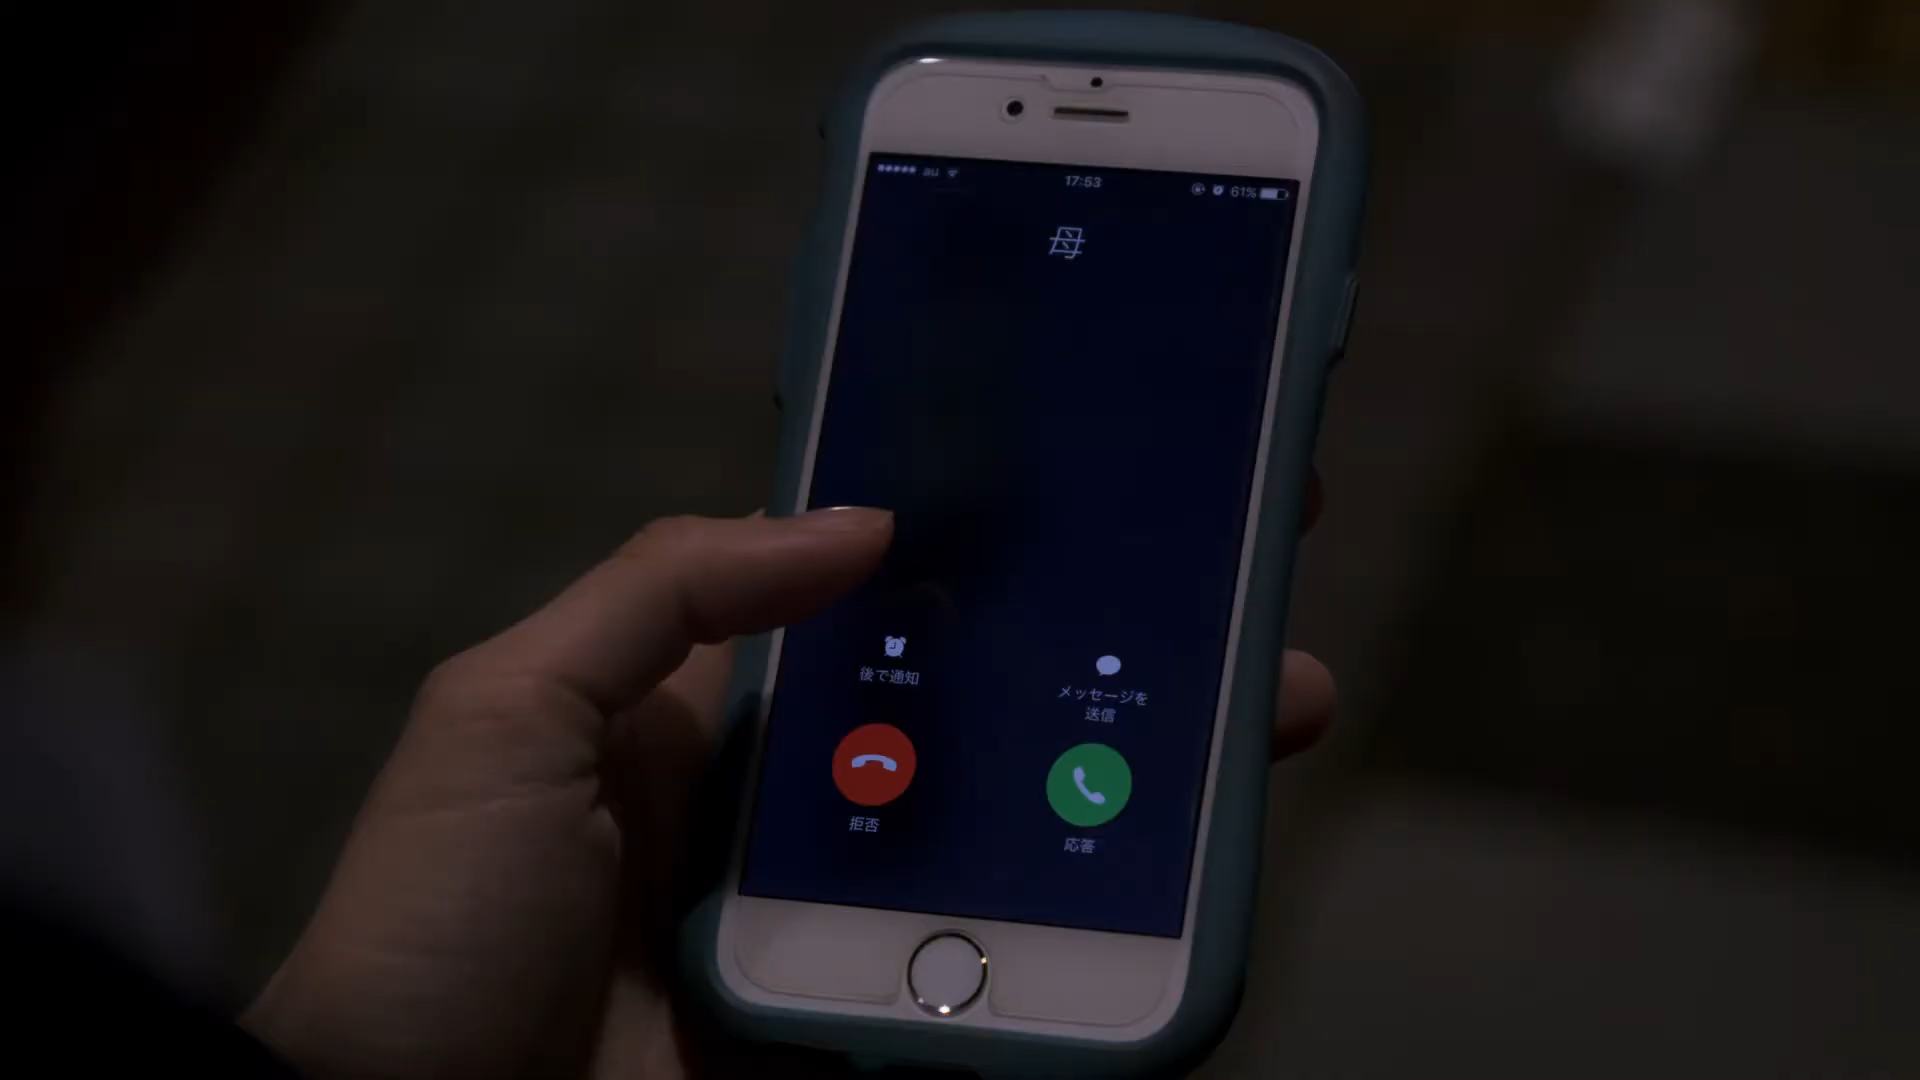 au 17:53 61%
母
後で通知
メッセージを
送信
拒否
応答